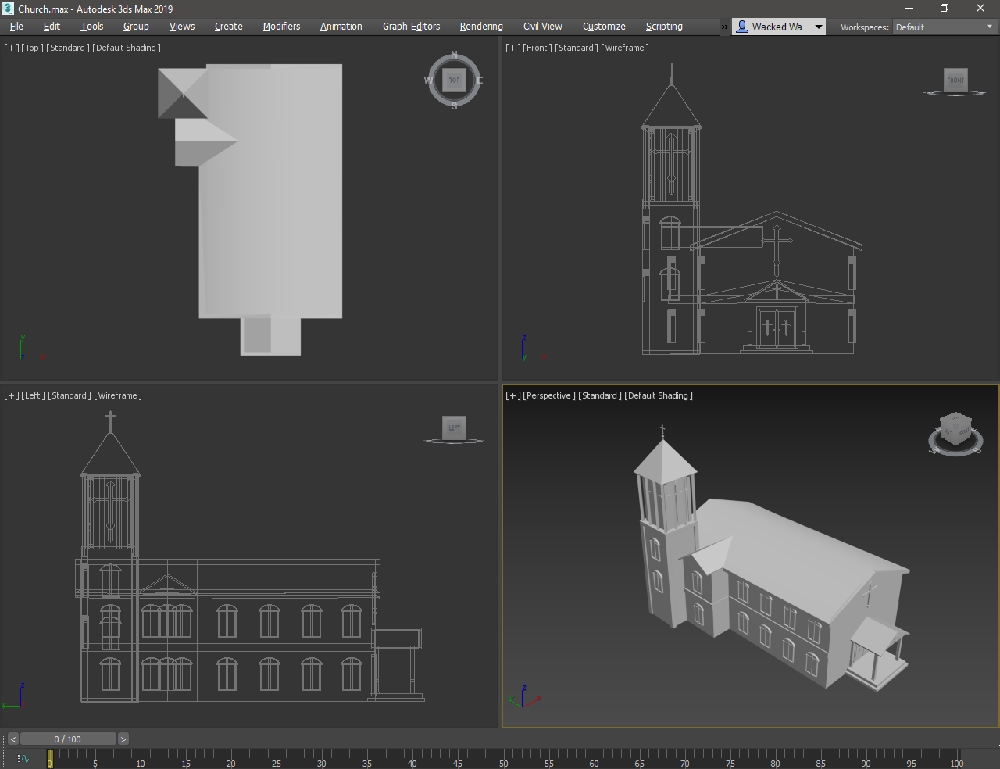 Church.max - Autodesk 3ds Max 2019
File Edit Tools Group Views Create Modifiers Animation Graph Editors Rendering Civil View Customize Scripting » Wacked Wa Workspaces: Default
[+] [Top] [Standard] [Default Shading]
N
W TOP E
S
[+] [Front] [Standard] [Wireframe]
FRONT
y
x
z
[+] [Left] [Standard] [Wireframe]
LEFT
z
[+] [Perspective] [Standard] [Default Shading]
z
< 0 / 100 >
0 5 10 15 20 25 30 35 40 45 50 55 60 65 70 75 80 85 90 95 100